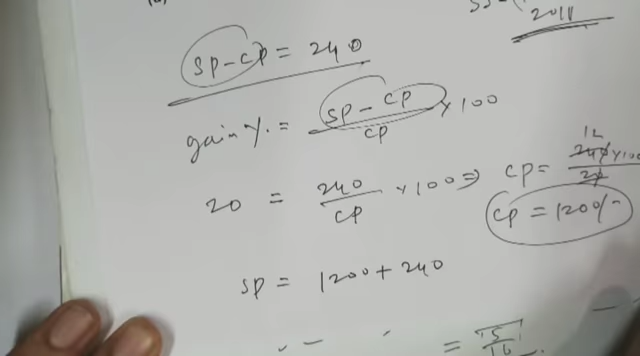 2011
SP-CP = 240
gain%. = SP - CP / CP × 100
20 = 240 / CP × 100 ⇒ CP = 240 × 100 / 20
12
CP = 1200/-
SP = 1200 + 240
= 15 / 16